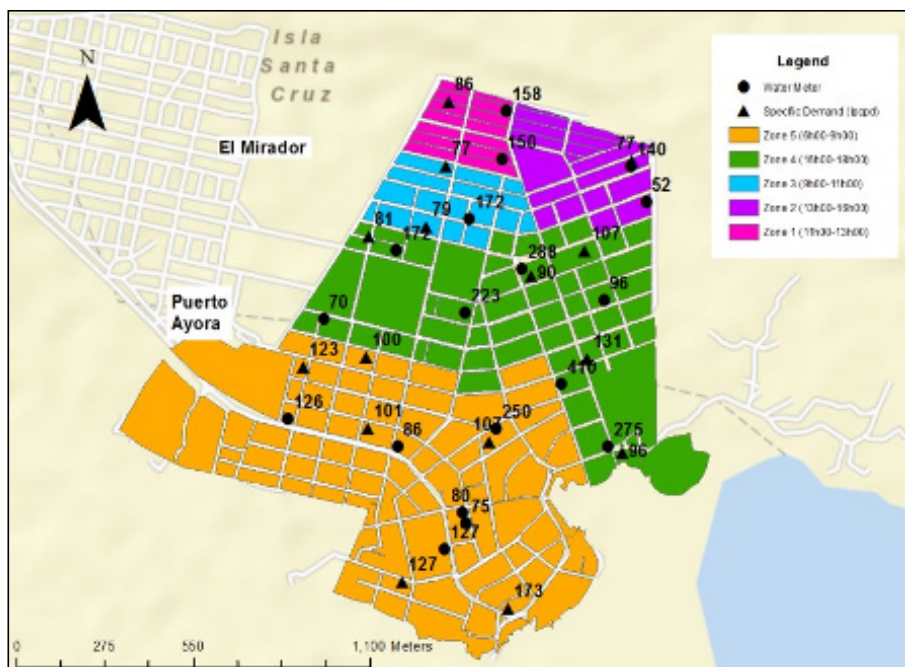 Isla
Santa
Cruz
N
El Mirador
Puerto
Ayora
Legend
Water Meter
Specific Demand (lpcpd)
Zone 5 (6h00-9h00)
Zone 4 (16h00-18h00)
Zone 3 (9h00-11h00)
Zone 2 (13h00-16h00)
Zone 1 (11h00-13h00)
86
158
150
77
77
140
52
172
79
81
172
107
288
90
96
223
70
131
100
123
410
126
101
86
250
107
275
96
80
75
127
127
173
0 275 550 1,100 Meters